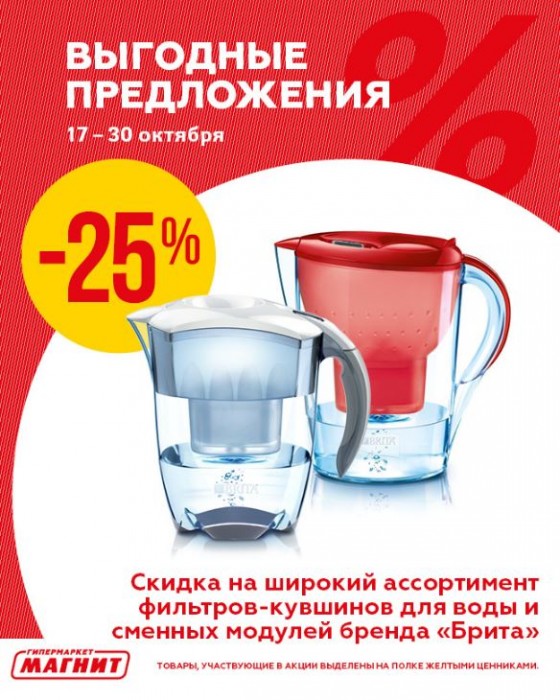 ВЫГОДНЫЕ
ПРЕДЛОЖЕНИЯ
17 – 30 октября
%
-25%
Скидка на широкий ассортимент
фильтров-кувшинов для воды и
сменных модулей бренда «Брита»
ГИПЕРМАРКЕТ
МАГНИТ
ТОВАРЫ, УЧАСТВУЮЩИЕ В АКЦИИ ВЫДЕЛЕНЫ НА ПОЛКЕ ЖЕЛТЫМИ ЦЕННИКАМИ.